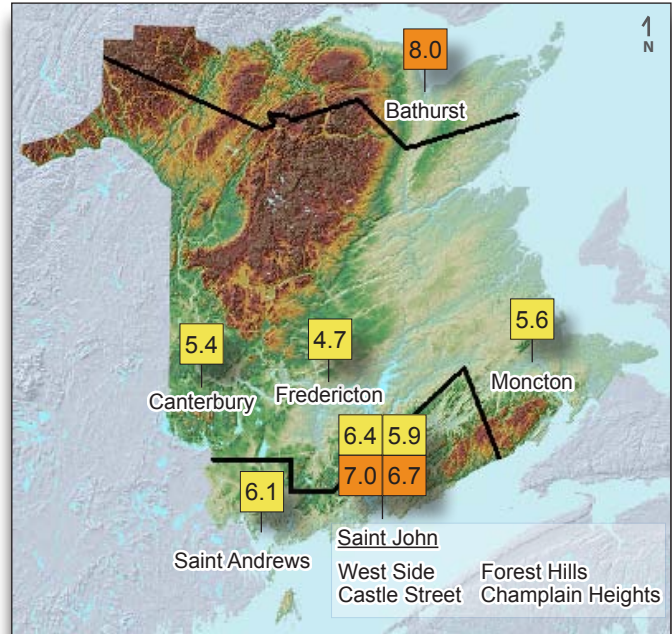 N
8.0
Bathurst
5.4
Canterbury
4.7
Fredericton
5.6
Moncton
6.4 5.9
7.0 6.7
6.1
Saint Andrews
Saint John
West Side Forest Hills
Castle Street Champlain Heights